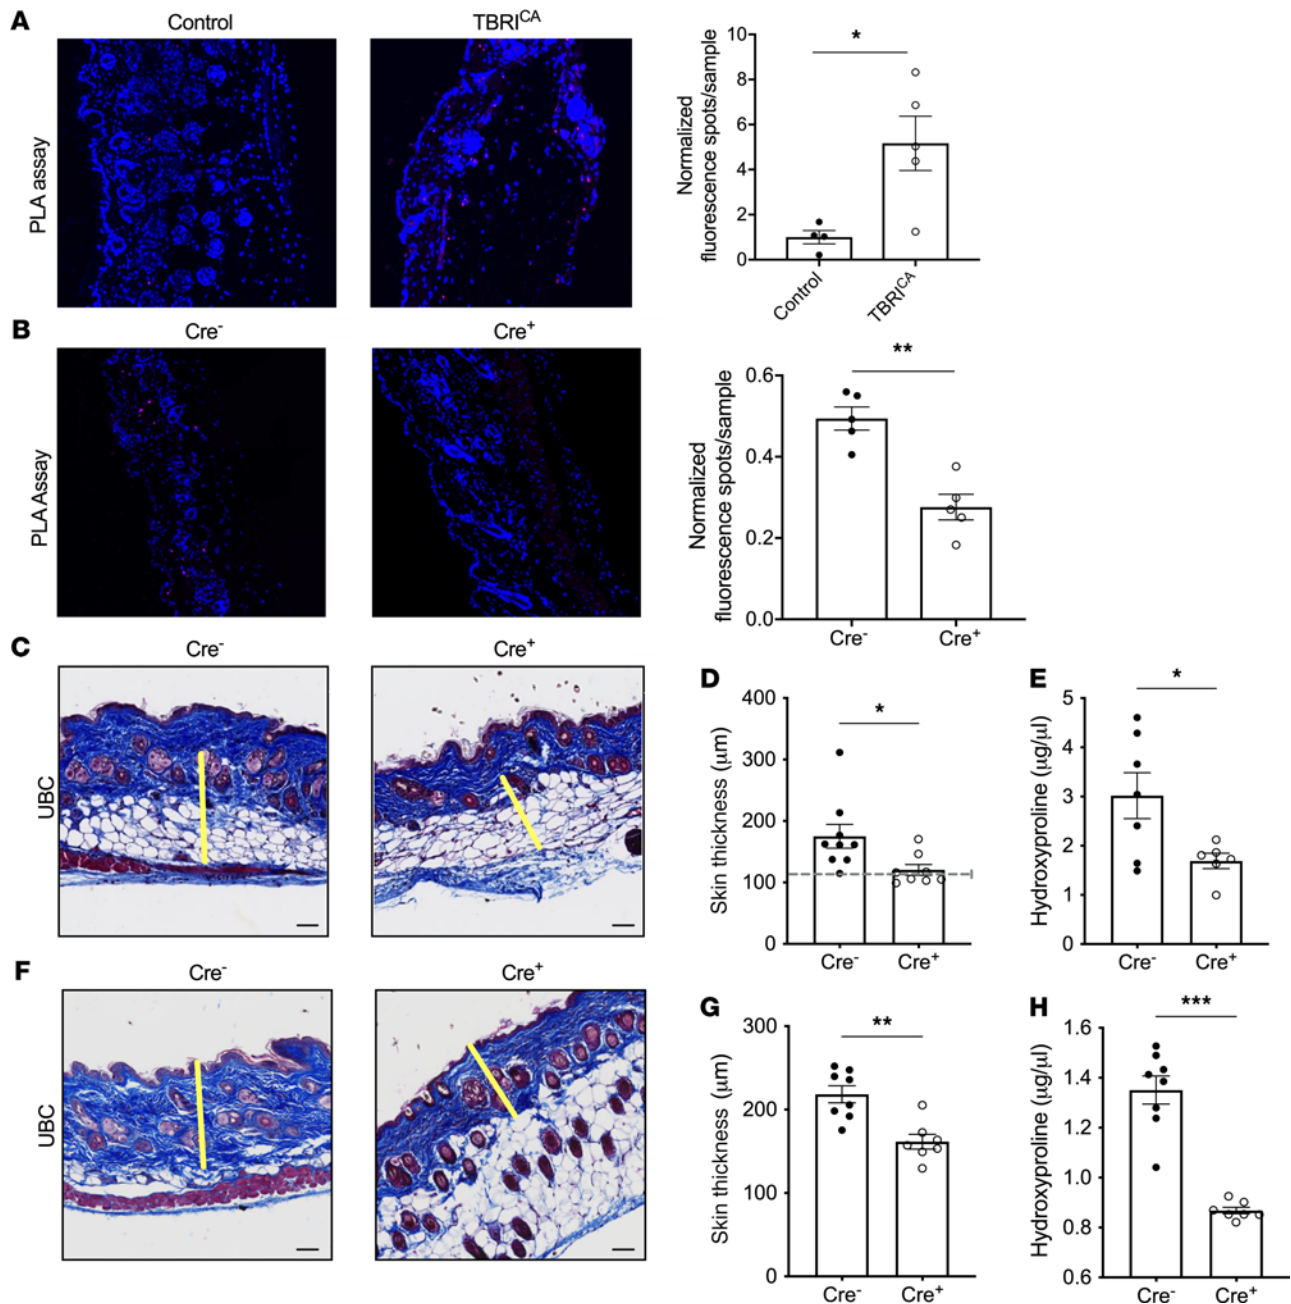 A
Control
TBRI^CA
PLA assay
Normalized
fluorescence spots/sample
10
8
6
4
2
0
*
Control
TBRI^CA
B
Cre⁻
Cre⁺
PLA Assay
Normalized
fluorescence spots/sample
0.6
0.4
0.2
0.0
**
Cre⁻
Cre⁺
C
Cre⁻
Cre⁺
UBC
D
Skin thickness (μm)
400
300
200
100
0
*
Cre⁻
Cre⁺
E
Hydroxyproline (μg/μl)
5
4
3
2
1
0
*
Cre⁻
Cre⁺
F
Cre⁻
Cre⁺
UBC
G
Skin thickness (μm)
300
200
100
0
**
Cre⁻
Cre⁺
H
Hydroxyproline (μg/μl)
1.6
1.4
1.2
1.0
0.8
0.6
***
Cre⁻
Cre⁺